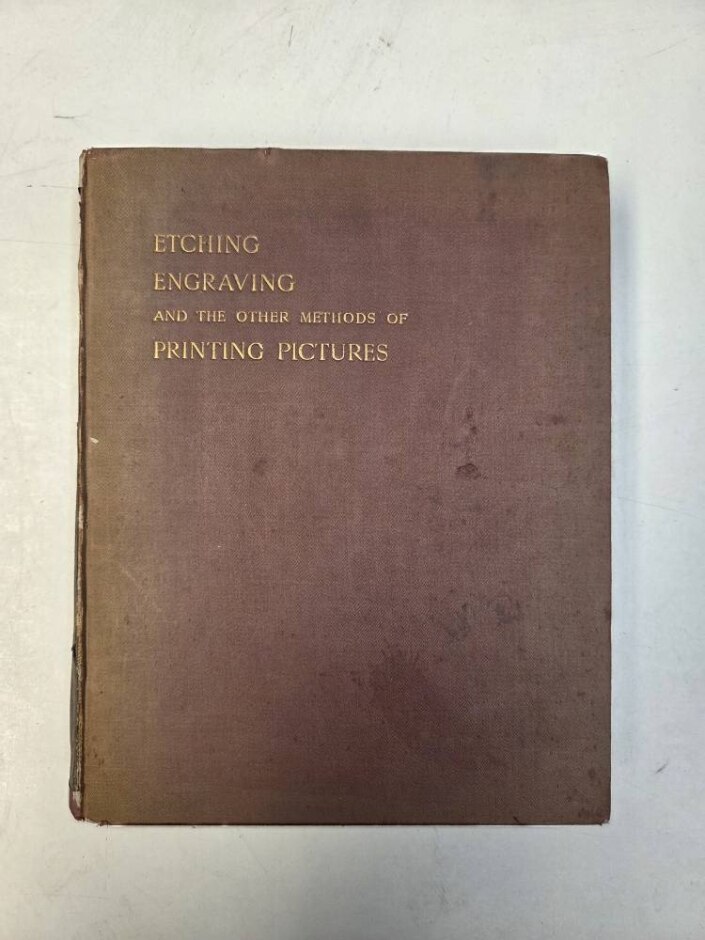 ETCHING
ENGRAVING
AND THE OTHER METHODS OF
PRINTING PICTURES